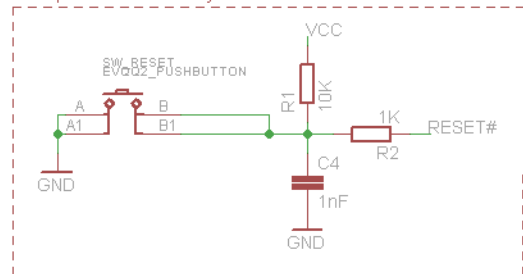 VCC
SW_RESET
EVQQ2_PUSHBUTTON
R1
10K
A
B
A1
B1
1K
RESET#
R2
C4
1nF
GND
GND